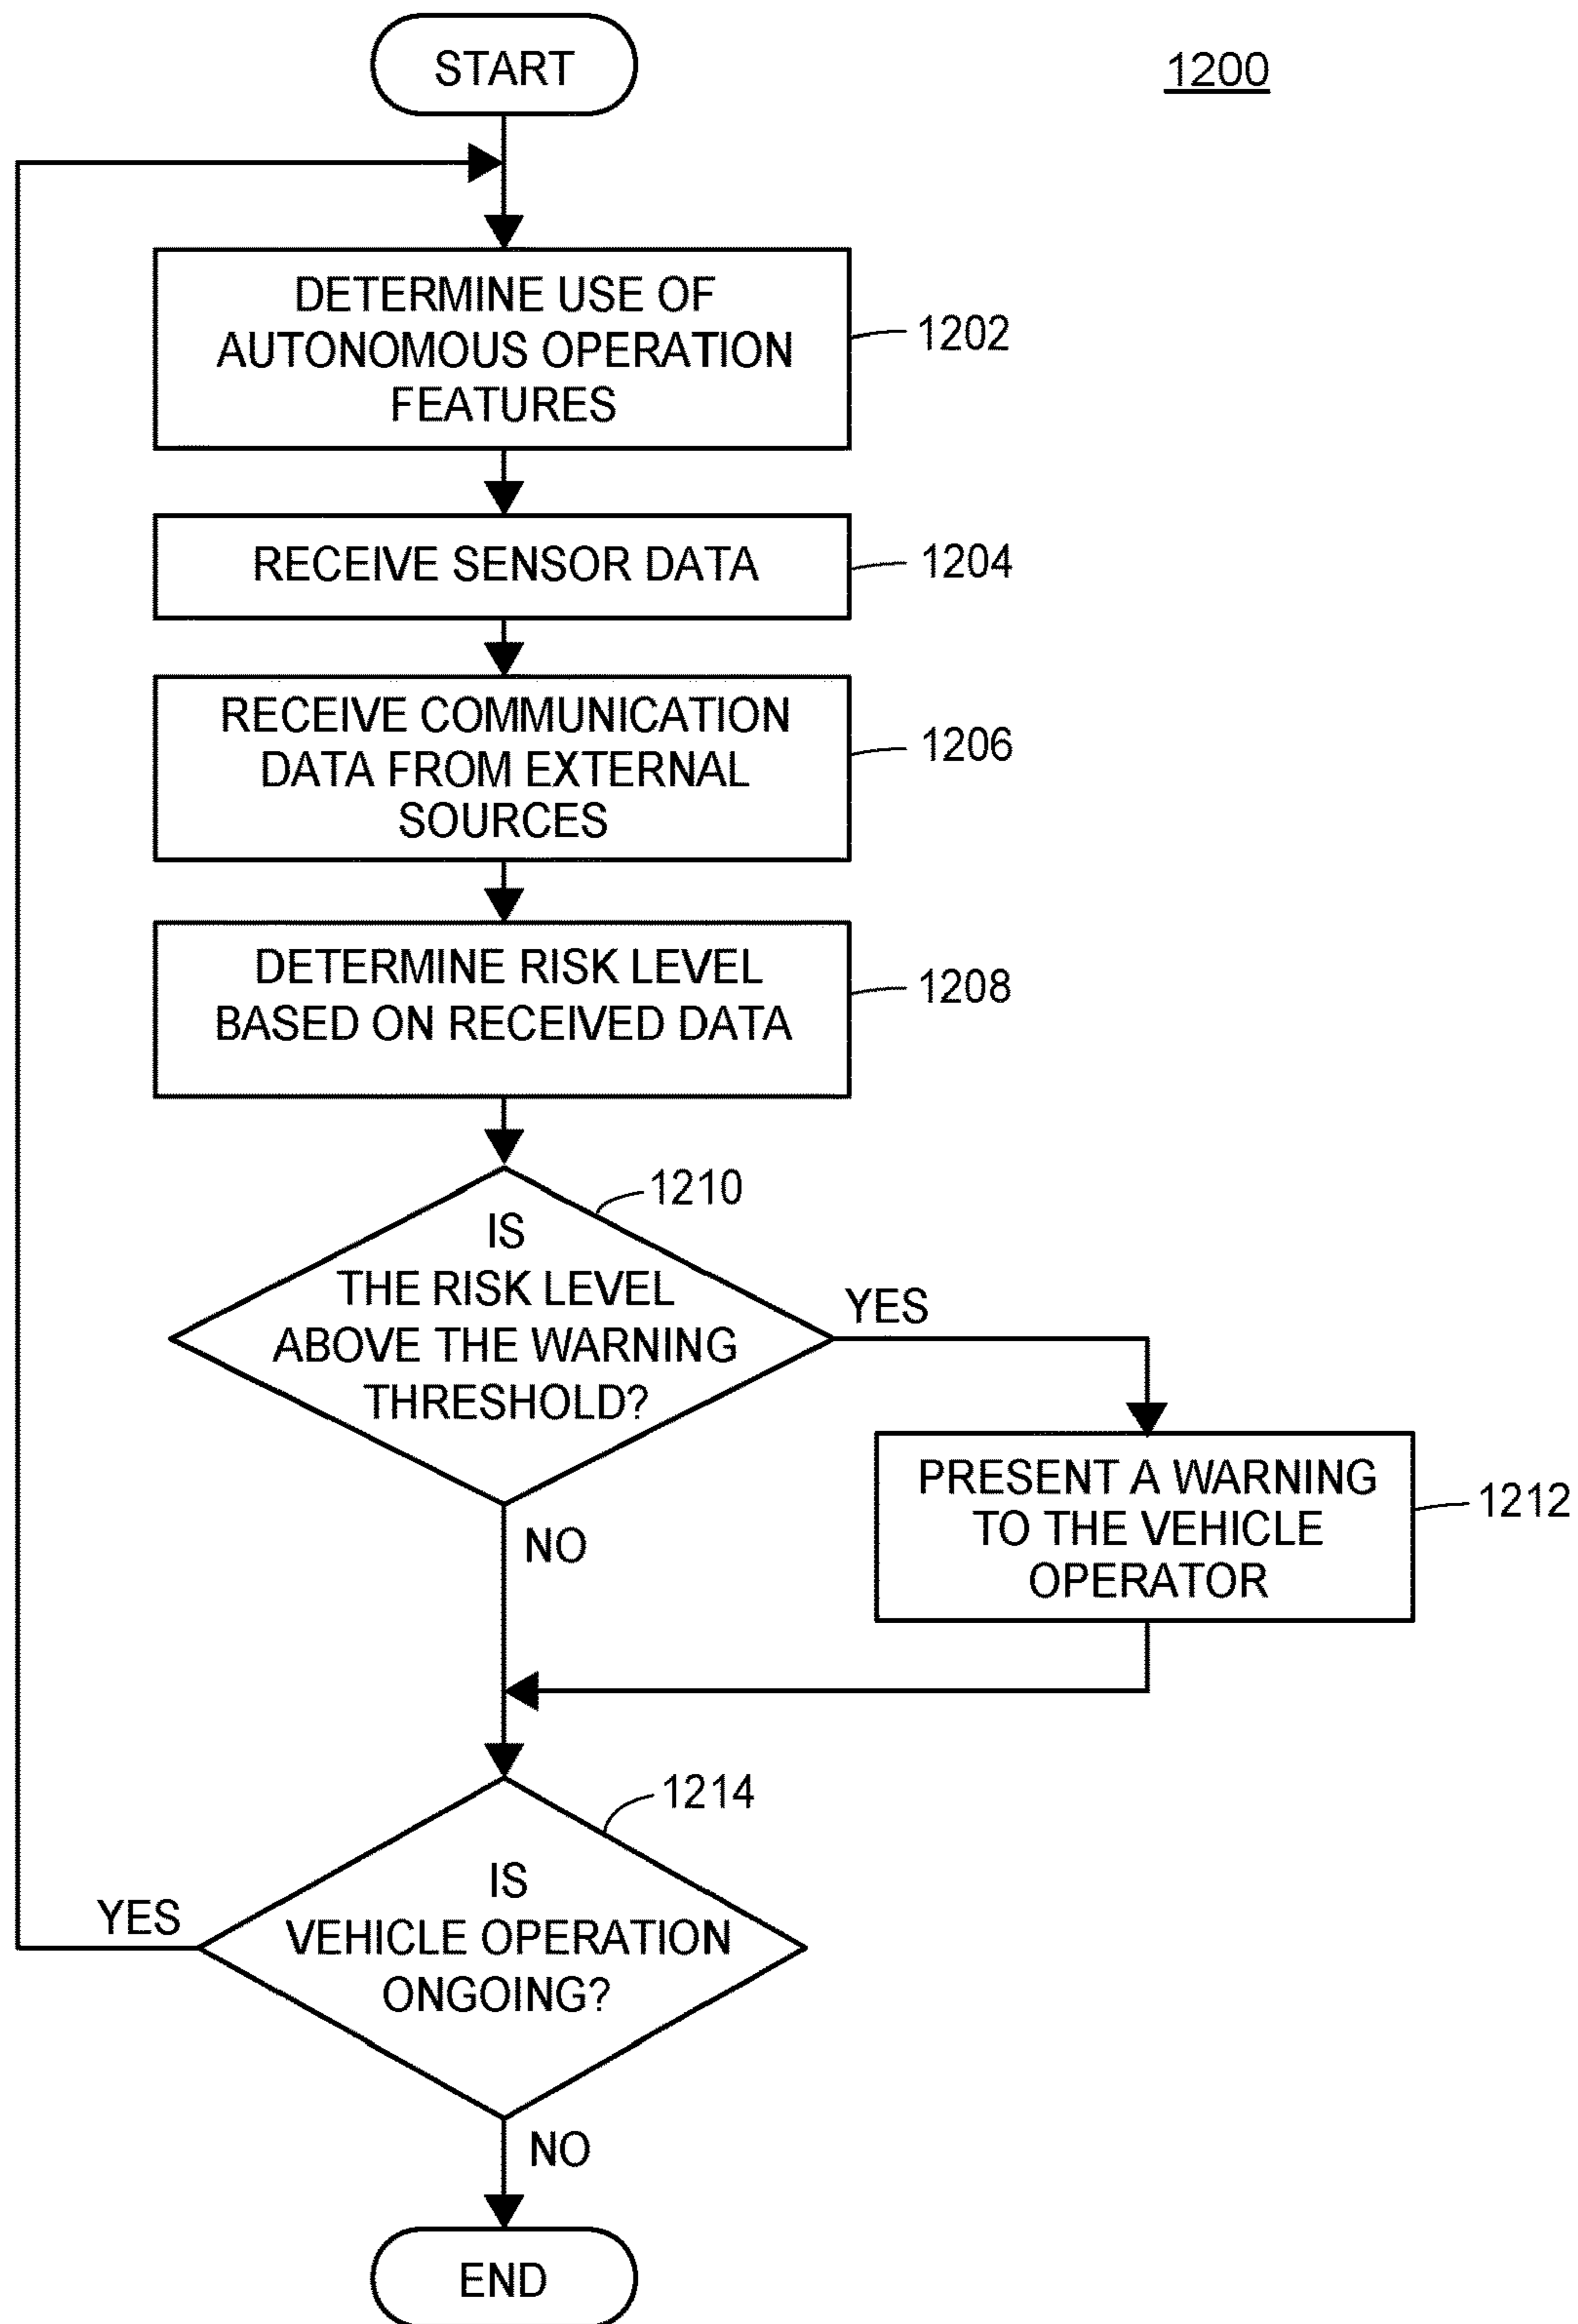 START
1200
DETERMINE USE OF
AUTONOMOUS OPERATION
FEATURES
1202
RECEIVE SENSOR DATA
1204
RECEIVE COMMUNICATION
DATA FROM EXTERNAL
SOURCES
1206
DETERMINE RISK LEVEL
BASED ON RECEIVED DATA
1208
1210
IS
THE RISK LEVEL
ABOVE THE WARNING
THRESHOLD?
YES
NO
PRESENT A WARNING
TO THE VEHICLE
OPERATOR
1212
1214
IS
VEHICLE OPERATION
ONGOING?
YES
NO
END